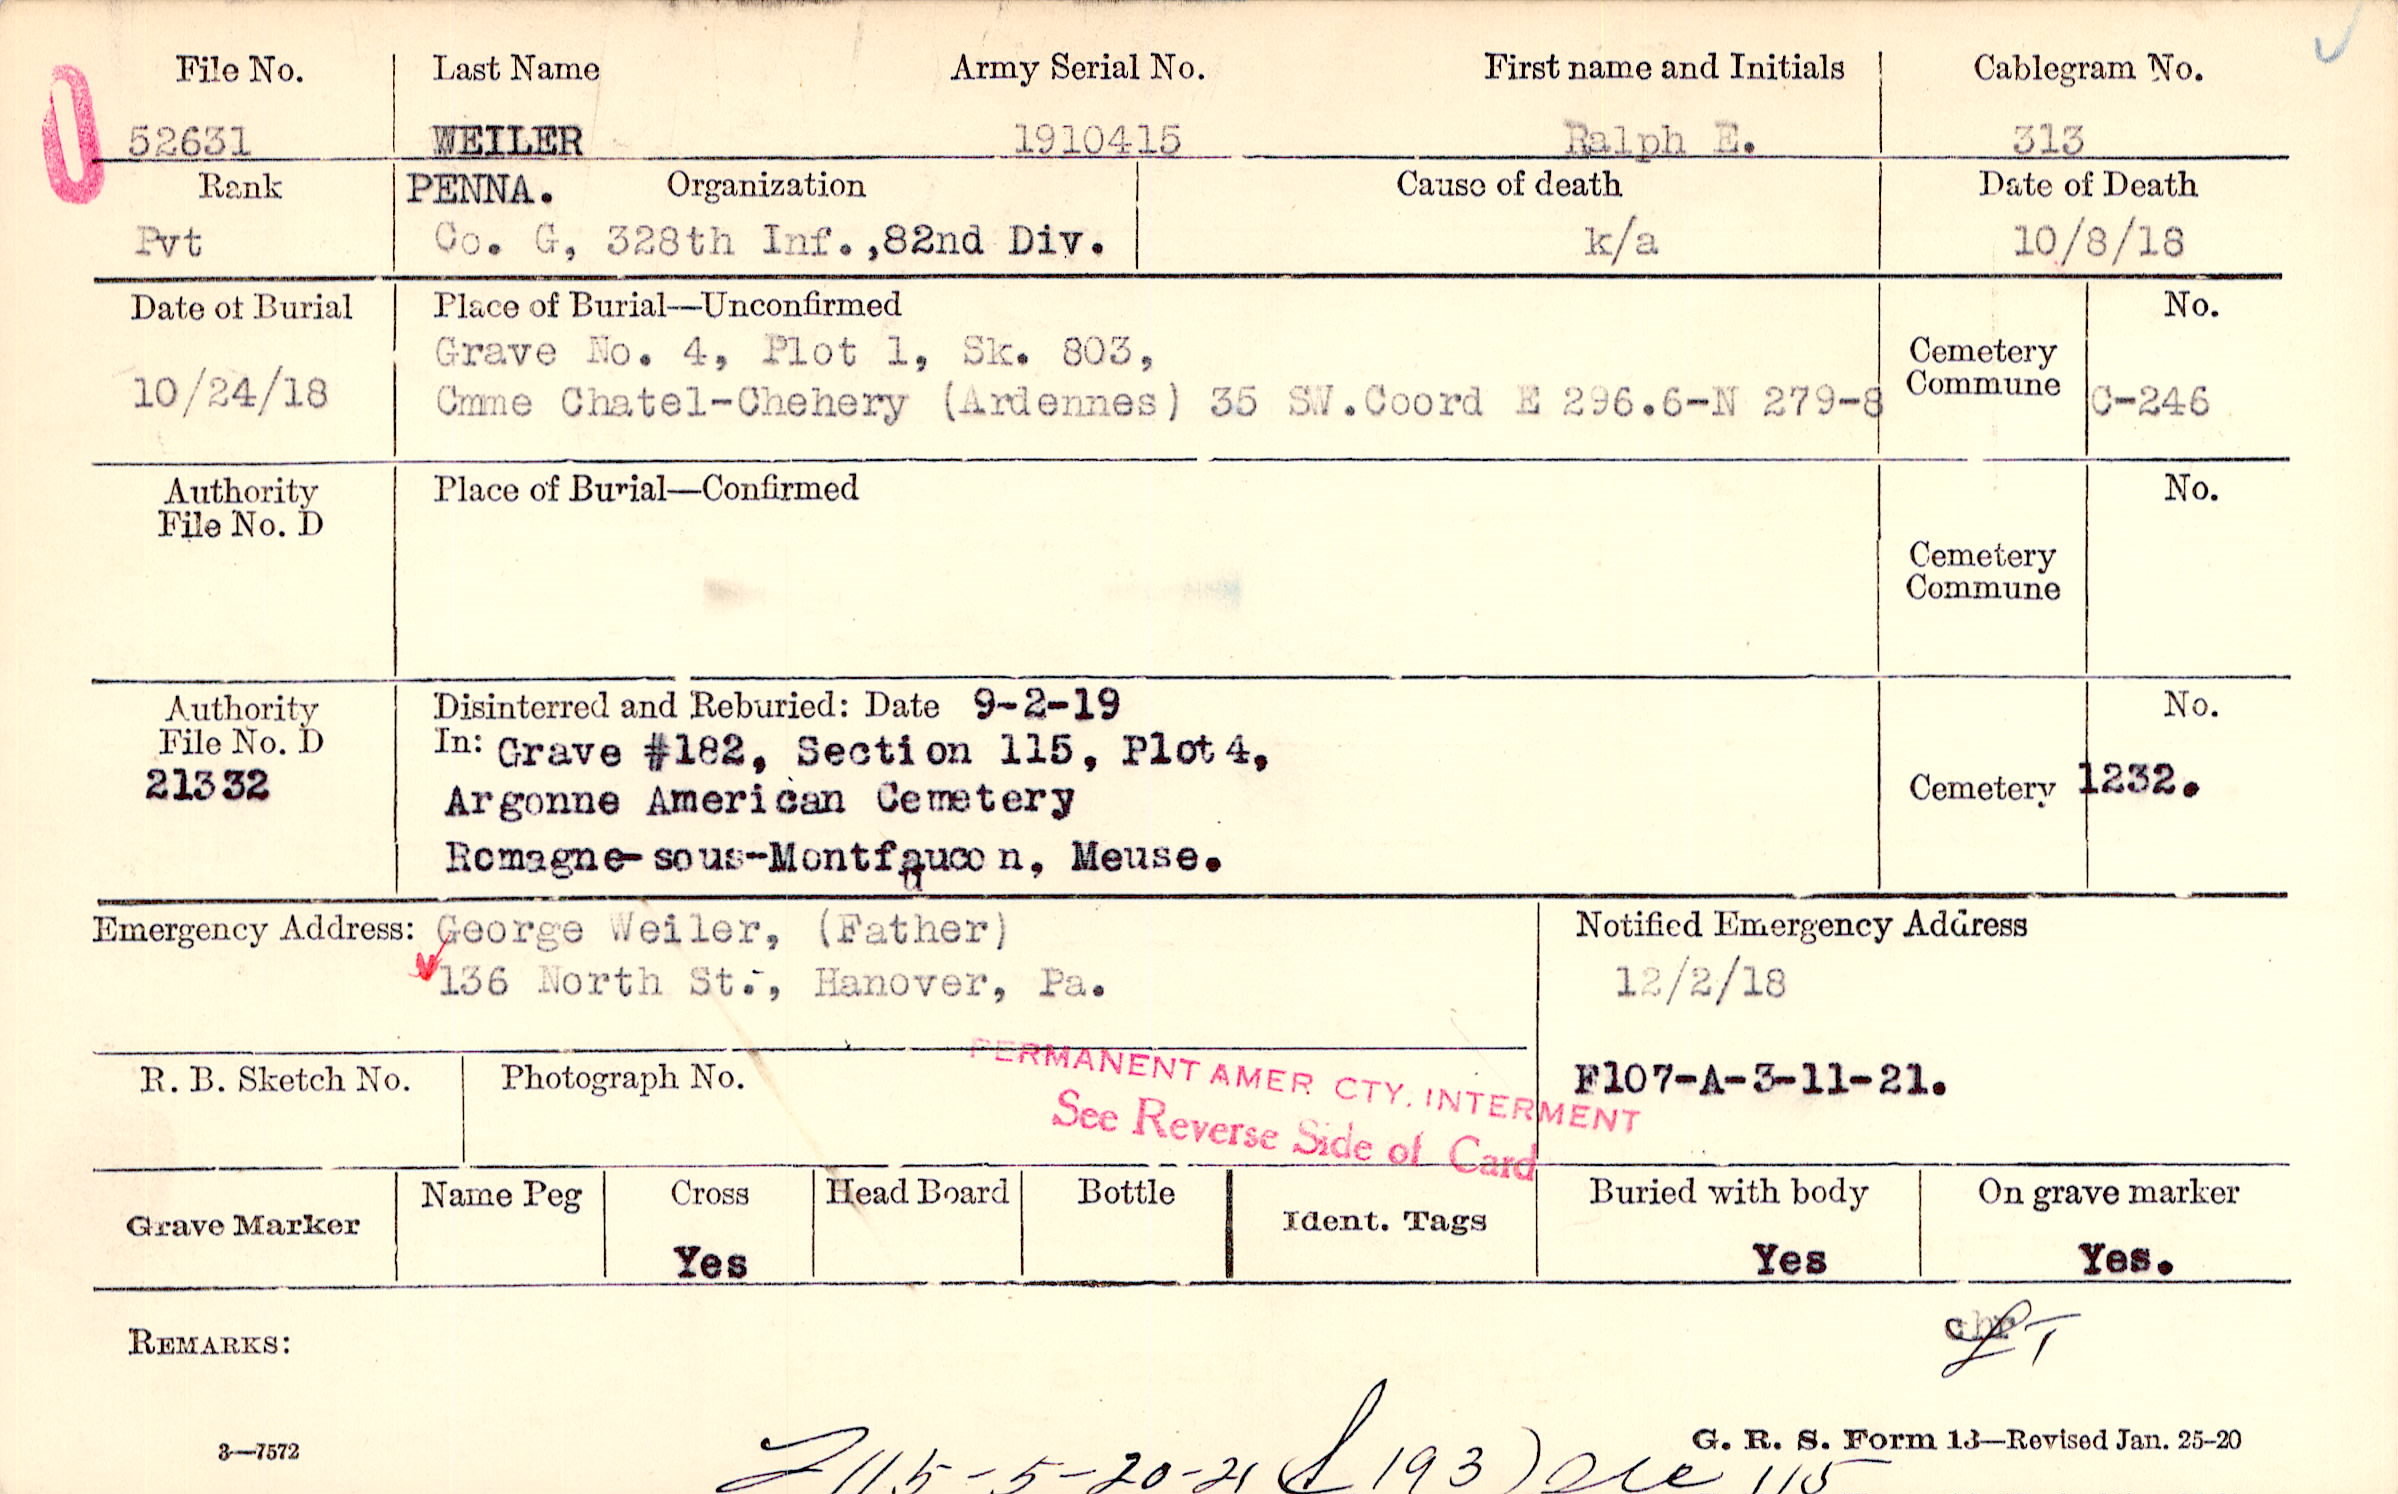 File No. Last Name Army Serial No. First name and Initials Cablegram No.
52631 WEILER 1910415 Ralph E. 313
Rank PENNA. Organization Cause of death Date of Death
Pvt Co. G, 328th Inf.,82nd Div. k/a 10/8/18
Date of Burial Place of Burial—Unconfirmed No.
Grave No. 4, Plot 1, Sk. 803,
10/24/18 Cmme Chatel-Chehery (Ardennes) 35 SW.Coord E 296.6-N 279-8 Cemetery Commune C-246
Authority File No. D Place of Burial—Confirmed No.
Cemetery Commune
Authority Disinterred and Reburied: Date 9-2-19 No.
File No. D In: Grave #182, Section 115, Plot 4,
21332 Argonne American Cemetery Cemetery 1232.
Romagne-sous-Montfaucon, Meuse.
Emergency Address: George Weiler, (Father) Notified Emergency Address
136 North St., Hanover, Pa. 12/2/18
R. B. Sketch No. Photograph No. F107-A-3-11-21.
PERMANENT AMER. CTY. INTERMENT
See Reverse Side of Card
Grave Marker Name Peg Cross Head Board Bottle Ident. Tags Buried with body On grave marker
Yes Yes Yes.
REMARKS:
3—7572 G. R. S. Form 13—Revised Jan. 25-20
115-5-20-21 193) 115